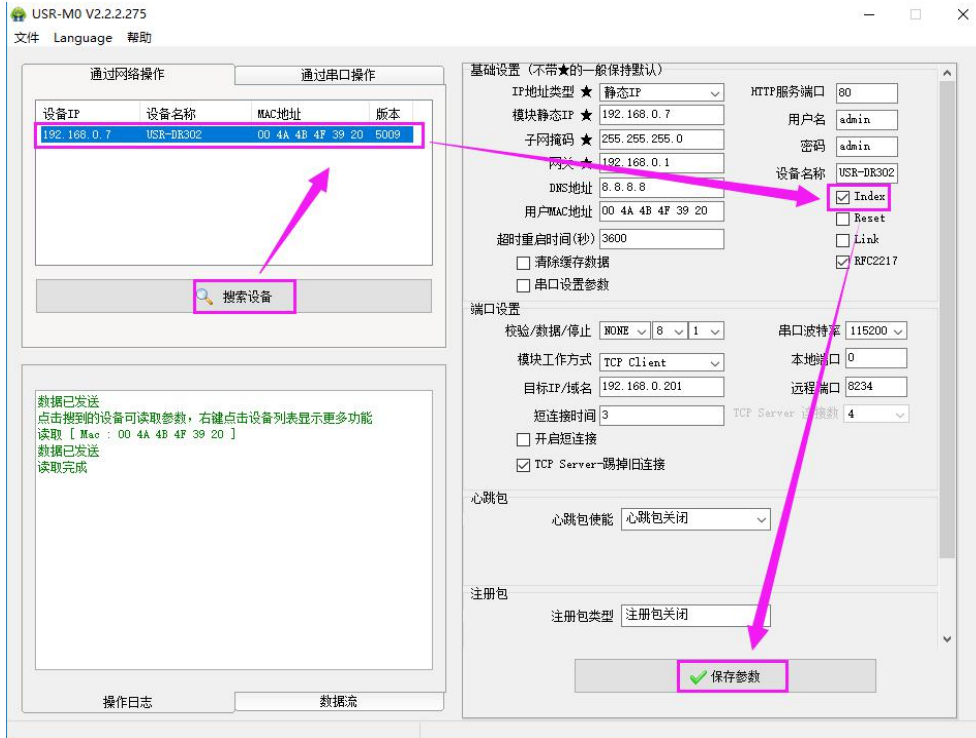 USR-M0 V2.2.2.275
文件 Language 帮助
通过网络操作 通过串口操作
设备IP 设备名称 MAC地址 版本
192.168.0.7 USR-DR302 00 4A 4B 4F 39 20 5009
搜索设备
数据已发送
点击搜到的设备可读取参数，右键点击设备列表显示更多功能
读取 [ Mac : 00 4A 4B 4F 39 20 ]
数据已发送
读取完成
操作日志 数据流
基础设置 (不带★的一般保持默认)
IP地址类型 ★ 静态IP
模块静态IP ★ 192.168.0.7
子网掩码 ★ 255.255.255.0
网关 ★ 192.168.0.1
DNS地址 8.8.8.8
用户MAC地址 00 4A 4B 4F 39 20
超时重启时间(秒) 3600
清除缓存数据
串口设置参数
HTTP服务端口 80
用户名 admin
密码 admin
设备名称 USR-DR302
Index
Reset
Link
RFC2217
端口设置
校验/数据/停止 NONE 8 1
串口波特率 115200
模块工作方式 TCP Client
本地端口 0
目标IP/域名 192.168.0.201
远程端口 8234
短连接时间 3
TCP Server 连接数 4
开启短连接
TCP Server-踢掉旧连接
心跳包
心跳包使能 心跳包关闭
注册包
注册包类型 注册包关闭
保存参数